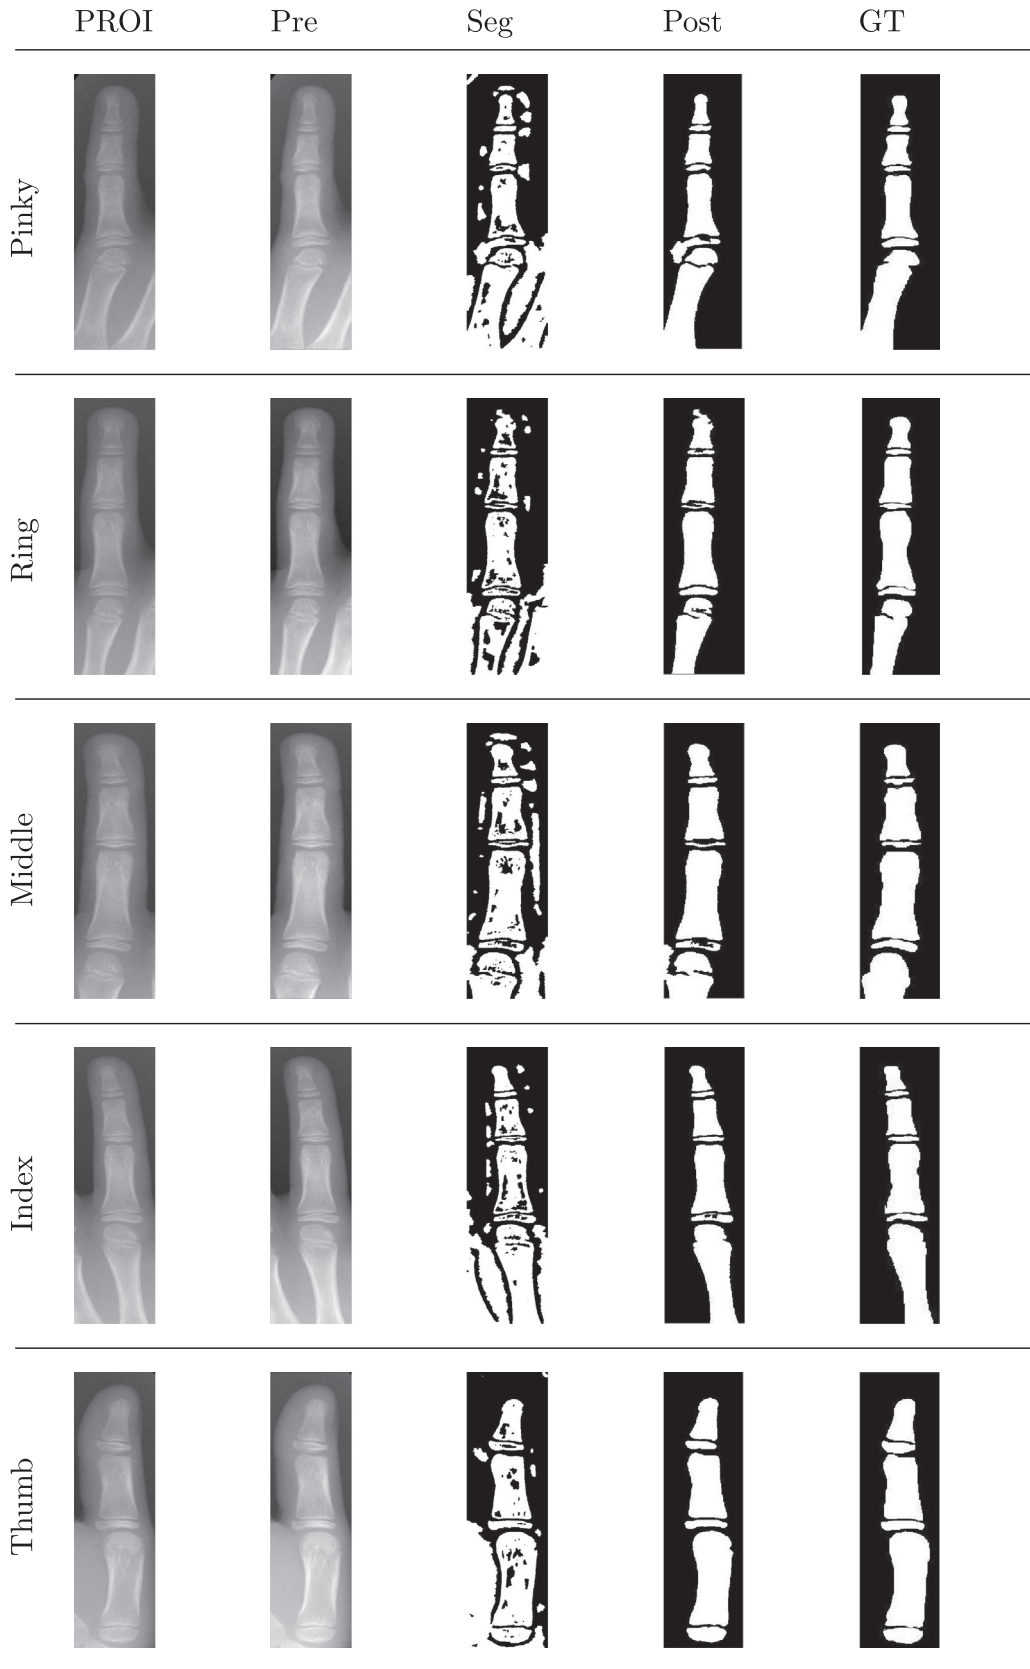 PROI Pre Seg Post GT
Pinky
Ring
Middle
Index
Thumb